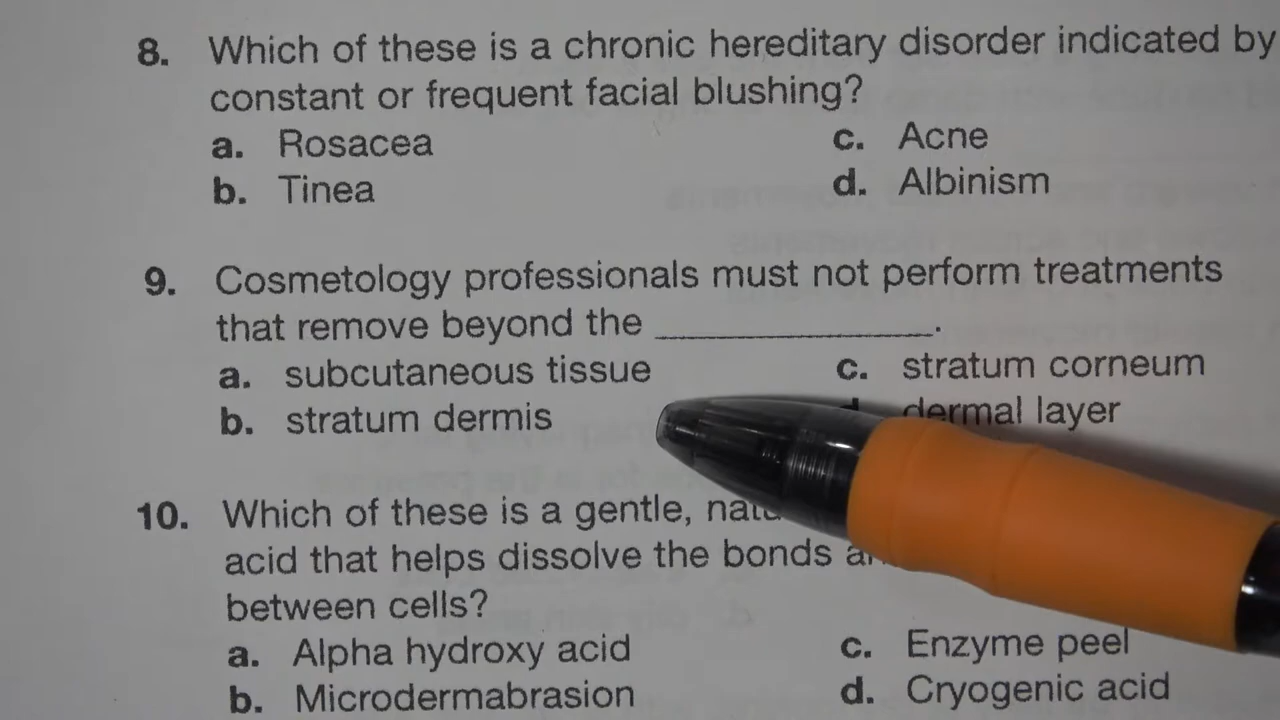 8. Which of these is a chronic hereditary disorder indicated by
constant or frequent facial blushing?
a. Rosacea
c. Acne
b. Tinea
d. Albinism
9. Cosmetology professionals must not perform treatments
that remove beyond the ____________.
a. subcutaneous tissue
c. stratum corneum
b. stratum dermis
dermal layer
10. Which of these is a gentle,
acid that helps dissolve the bonds
between cells?
a. Alpha hydroxy acid
c. Enzyme peel
b. Microdermabrasion
d. Cryogenic acid